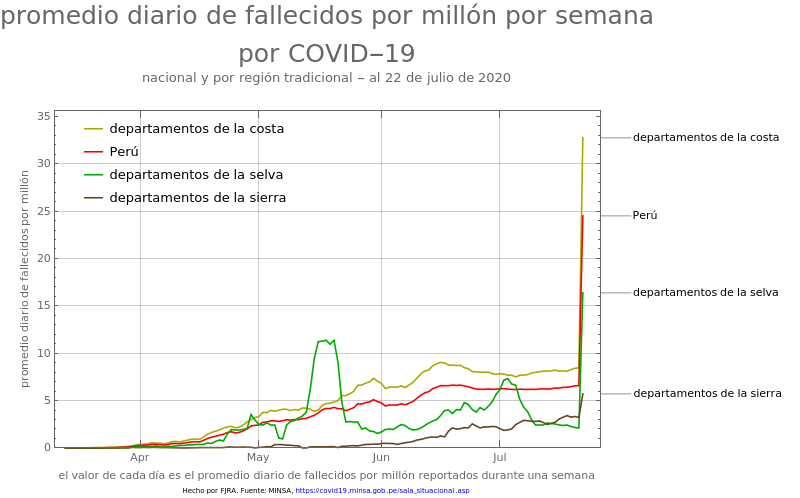 promedio diario de fallecidos por millón por semana
por COVID−19
nacional y por región tradicional − al 22 de julio de 2020
promedio diario de fallecidos por millón
35
30
25
20
15
10
5
0
departamentos de la costa
Perú
departamentos de la selva
departamentos de la sierra
departamentos de la costa
Perú
departamentos de la selva
departamentos de la sierra
Apr May Jun Jul
el valor de cada día es el promedio diario de fallecidos por millón reportados durante una semana
Hecho por FJRA. Fuente: MINSA, https://covid19.minsa.gob.pe/sala_situacional.asp